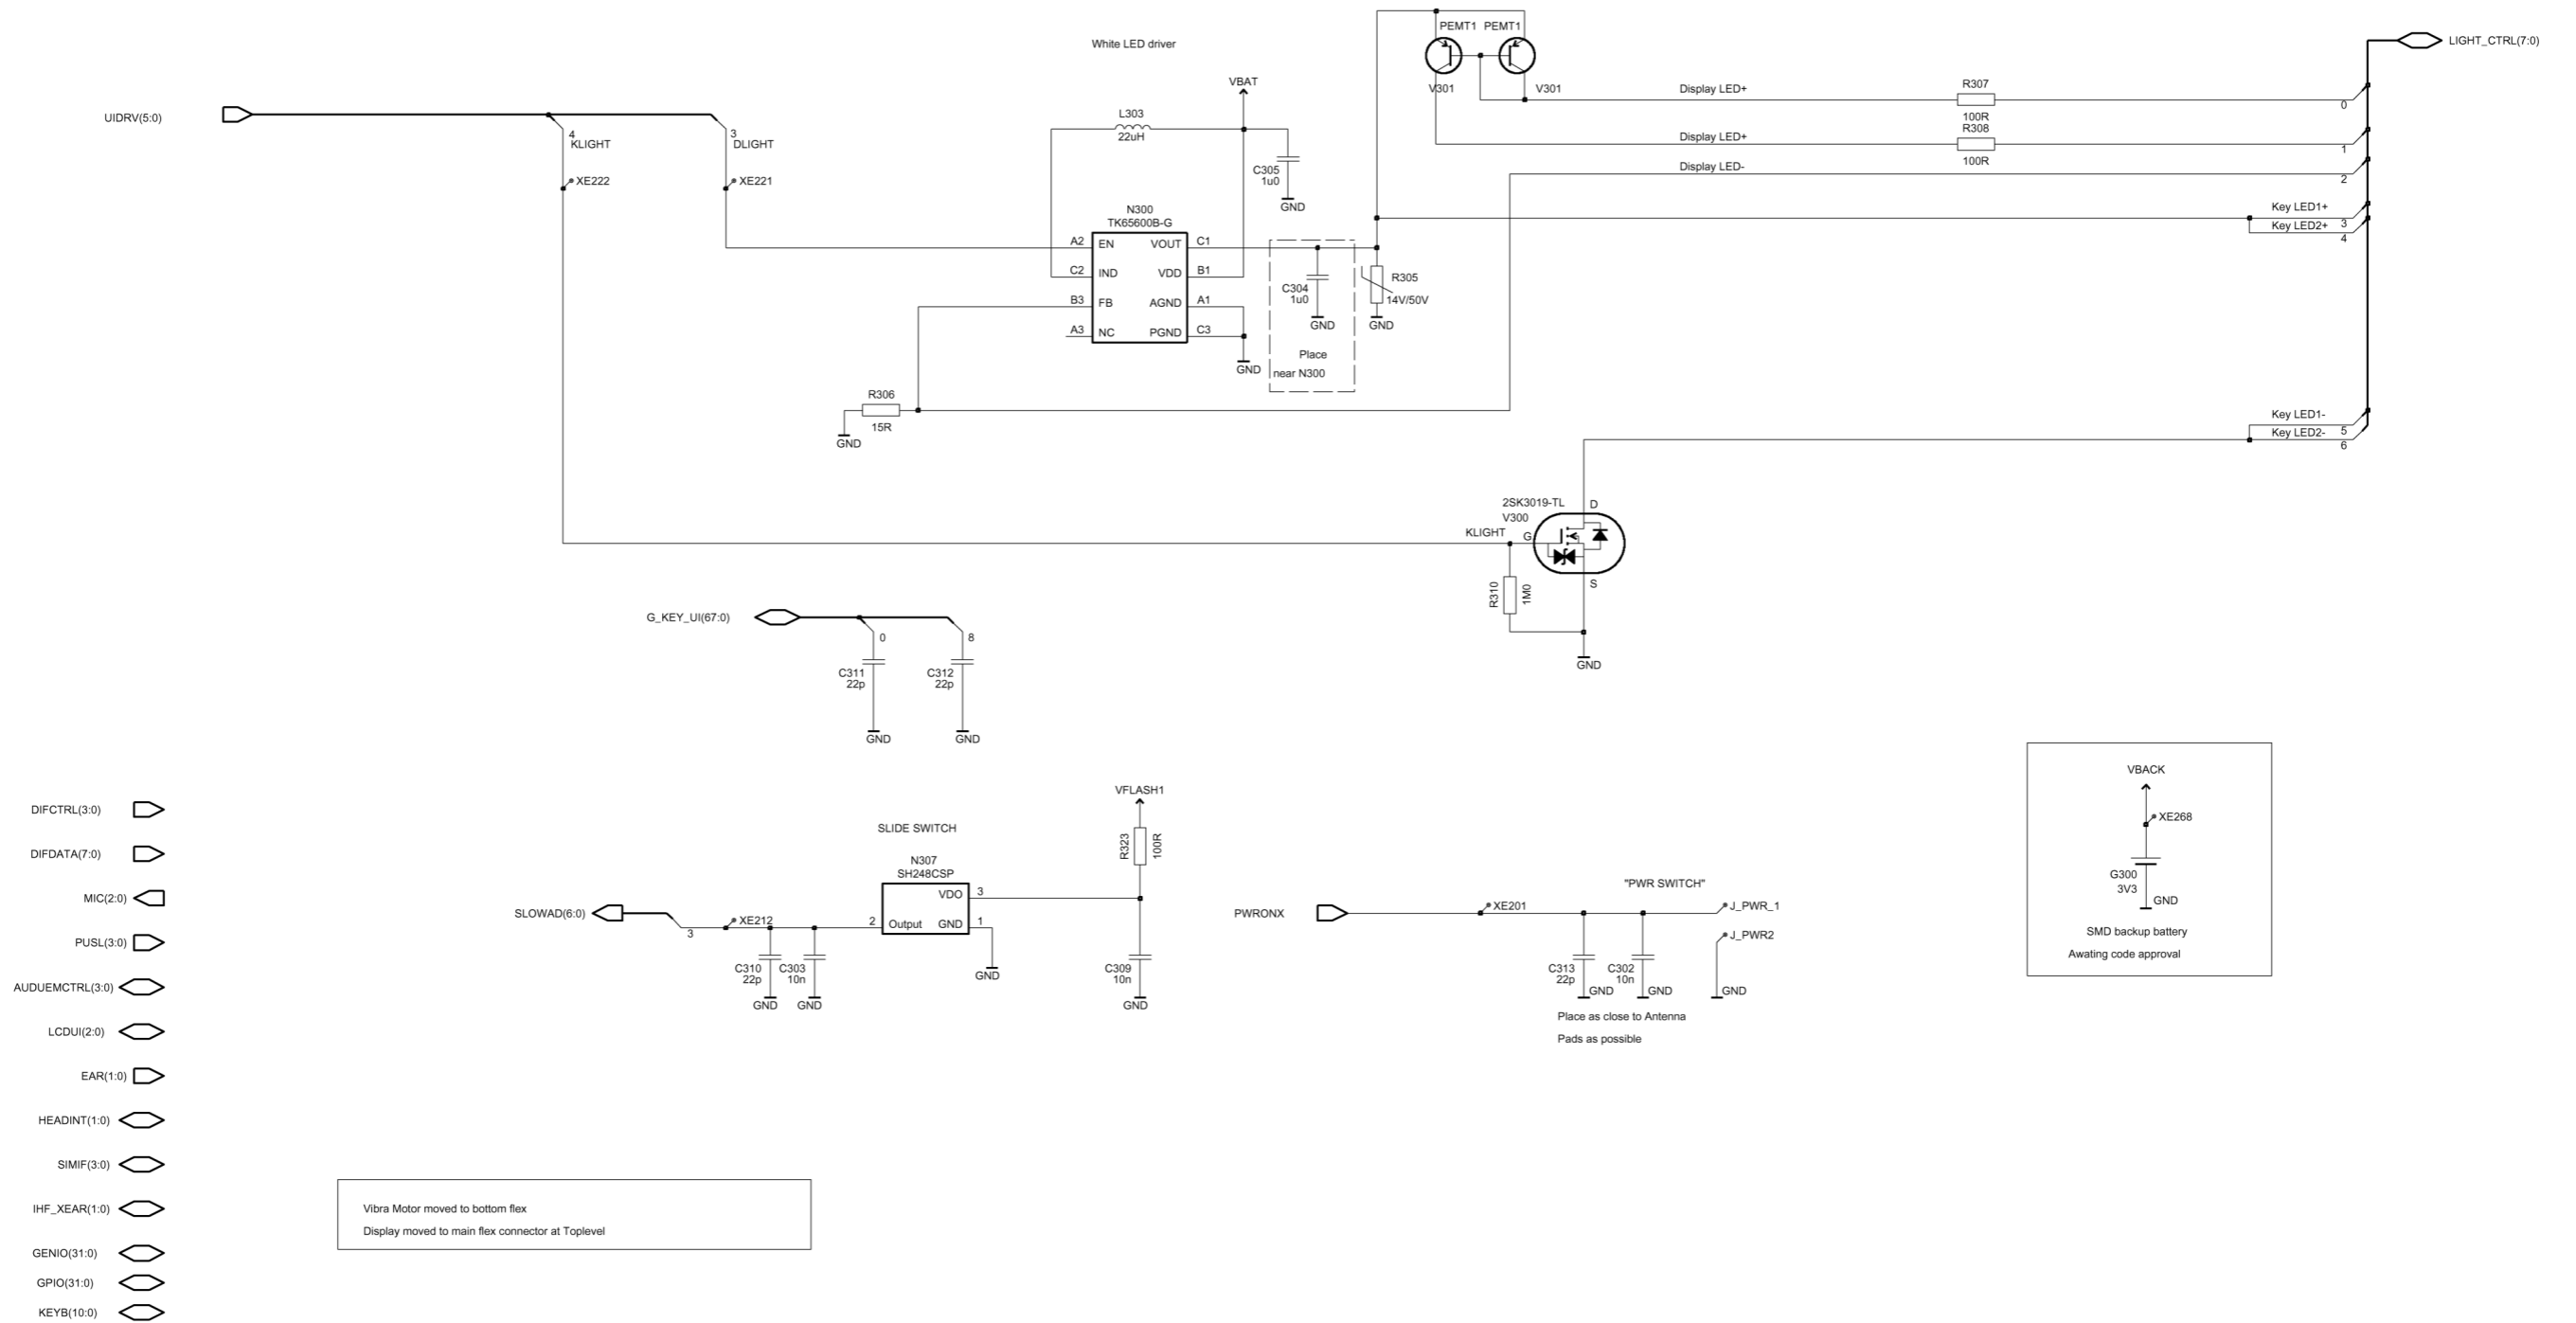 White LED driver
PEMT1 PEMT1
V301 V301
LIGHT_CTRL(7:0)
UIDRV(5:0)
4
KLIGHT
3
DLIGHT
XE222
XE221
VBAT
L303
22uH
C305
1u0
GND
N300
TK65600B-G
A2 EN VOUT C1
C2 IND VDD B1
B3 FB AGND A1
A3 NC PGND C3
GND
C304
1u0
GND
Place
near N300
R305
14V/50V
GND
R306
15R
GND
Display LED+
R307
100R
0
Display LED+
R308
100R
1
Display LED-
2
Key LED1+
3
Key LED2+
4
Key LED1-
5
Key LED2-
6
2SK3019-TL
V300
KLIGHT
G
D
S
R310
1M0
GND
G_KEY_UI(67:0)
0
8
C311
22p
GND
C312
22p
GND
VBACK
XE268
G300
3V3
GND
SMD backup battery
Awating code approval
SLIDE SWITCH
VFLASH1
R323
100R
N307
SH248CSP
VDO 3
2 Output GND 1
GND
SLOWAD(6:0)
3
XE212
C310
22p
GND
C303
10n
GND
C309
10n
GND
"PWR SWITCH"
PWRONX
XE201
J_PWR_1
J_PWR2
C313
22p
GND
C302
10n
GND
GND
Place as close to Antenna
Pads as possible
DIFCTRL(3:0)
DIFDATA(7:0)
MIC(2:0)
PUSL(3:0)
AUDUEMCTRL(3:0)
LCDUI(2:0)
EAR(1:0)
HEADINT(1:0)
SIMIF(3:0)
IHF_XEAR(1:0)
GENIO(31:0)
GPIO(31:0)
KEYB(10:0)
Vibra Motor moved to bottom flex
Display moved to main flex connector at Toplevel